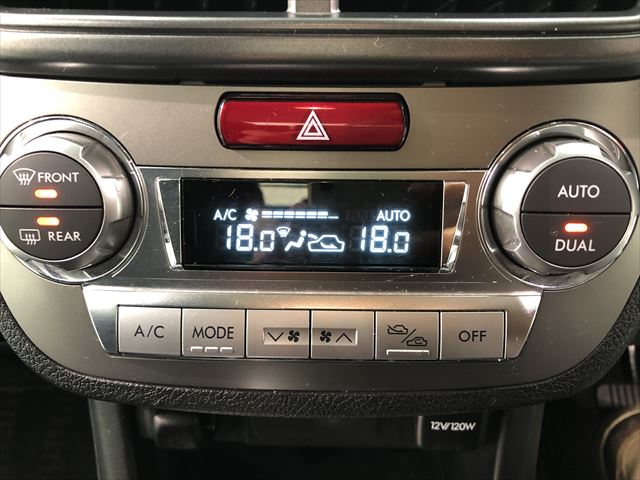 FRONT
REAR
A/C AUTO
18.0 18.0
AUTO
DUAL
A/C MODE OFF
12V/120W